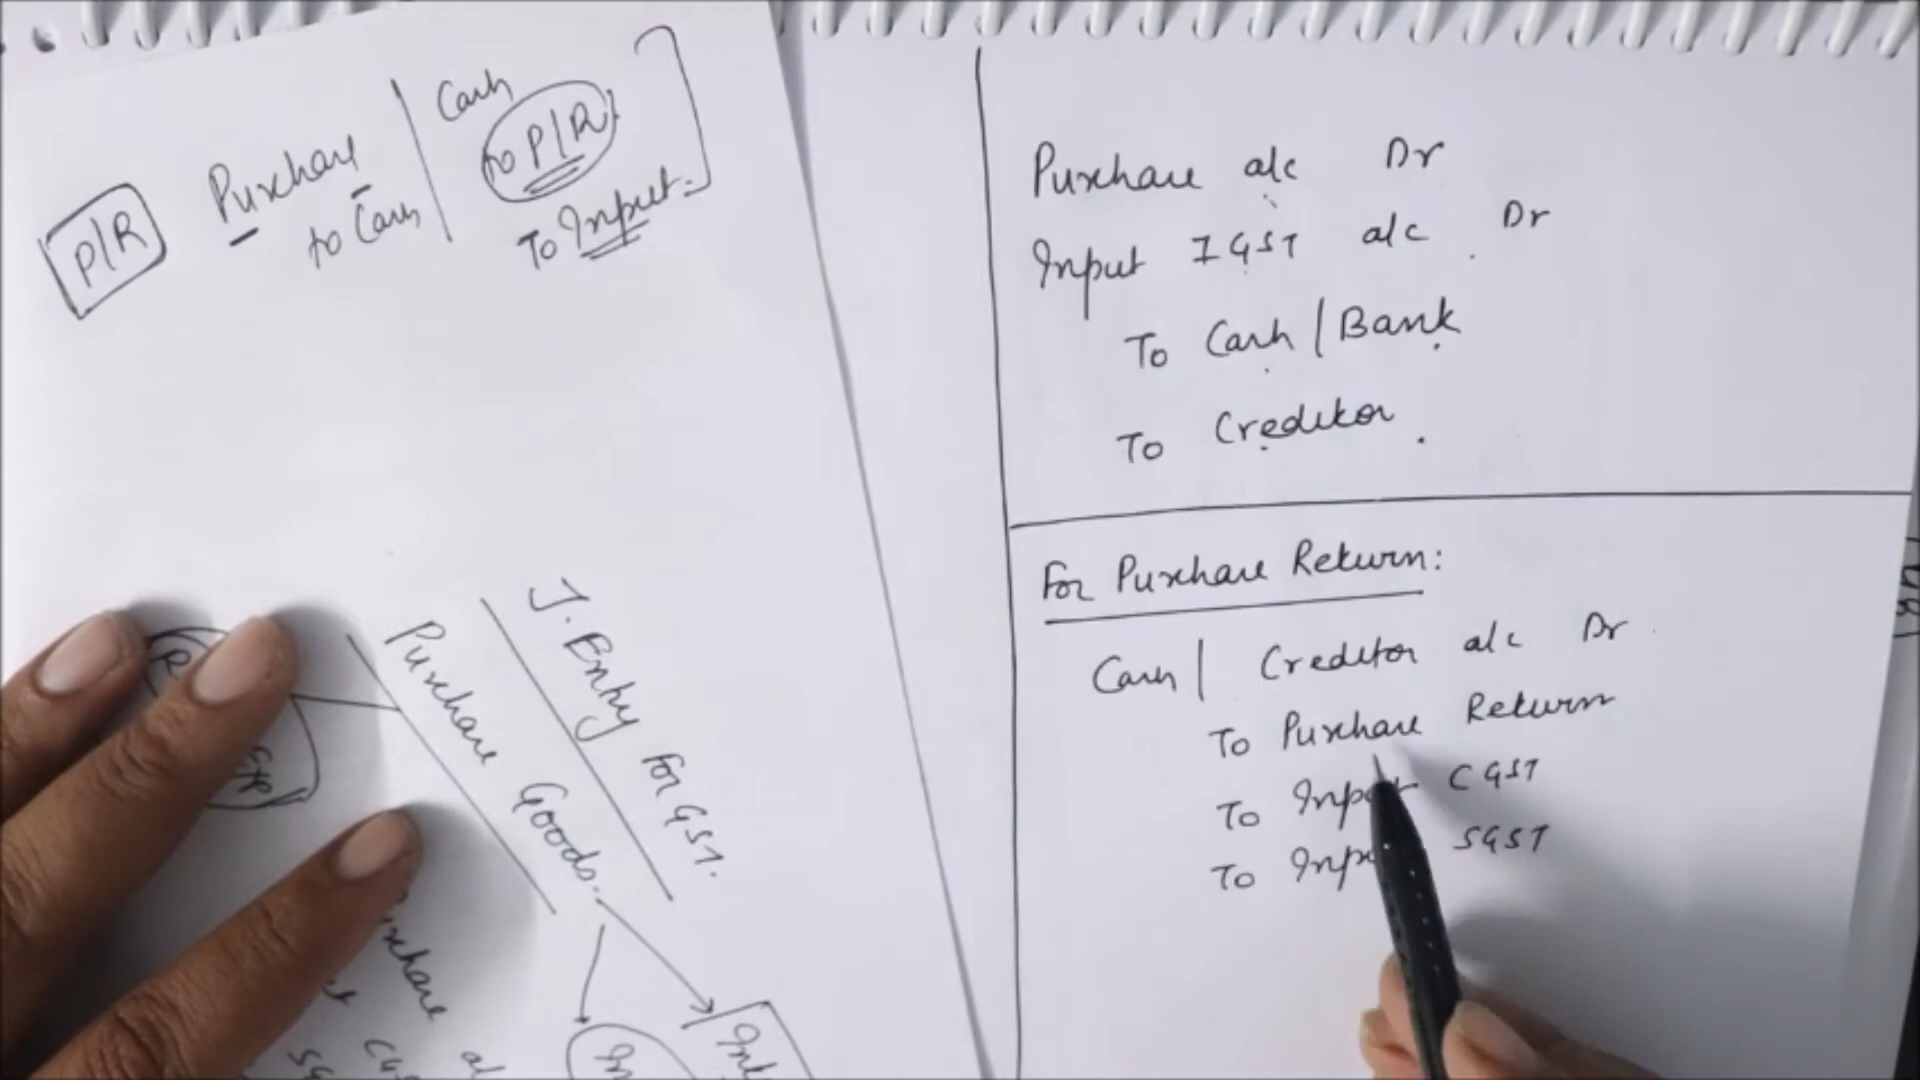 P/R
Purchase
to Cash
Cash
to P/R
To Input
J. Entry for GST.
Purchase Goods.
Purchase a/c Dr
Input IGST a/c Dr
To Cash/Bank
To Creditor
For Purchase Return:
Cash/ Creditor a/c Dr
To Purchase Return
To Input CGST
To Input SGST